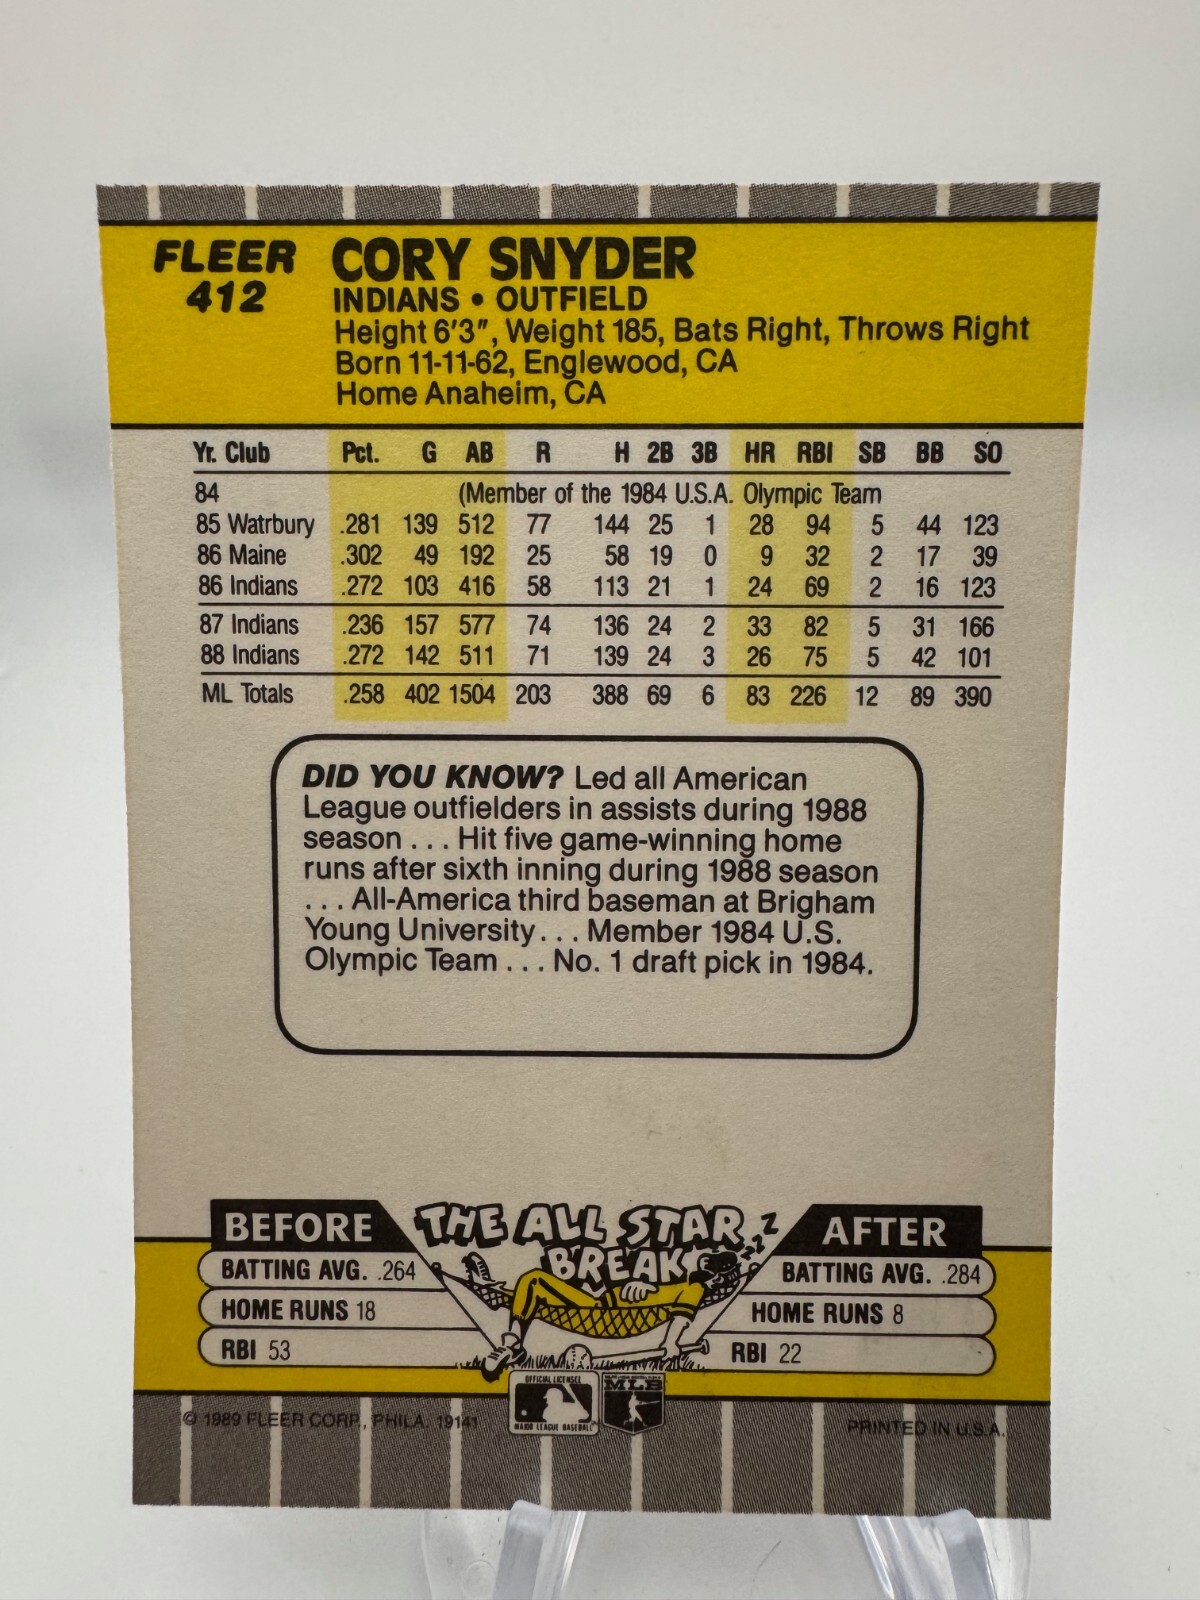 FLEER
412
CORY SNYDER
INDIANS • OUTFIELD
Height 6'3", Weight 185, Bats Right, Throws Right
Born 11-11-62, Englewood, CA
Home Anaheim, CA
Yr. Club Pct. G AB R H 2B 3B HR RBI SB BB SO
84 (Member of the 1984 U.S.A. Olympic Team
85 Watrbury .281 139 512 77 144 25 1 28 94 5 44 123
86 Maine .302 49 192 25 58 19 0 9 32 2 17 39
86 Indians .272 103 416 58 113 21 1 24 69 2 16 123
87 Indians .236 157 577 74 136 24 2 33 82 5 31 166
88 Indians .272 142 511 71 139 24 3 26 75 5 42 101
ML Totals .258 402 1504 203 388 69 6 83 226 12 89 390
DID YOU KNOW? Led all American
League outfielders in assists during 1988
season . . . Hit five game-winning home
runs after sixth inning during 1988 season
. . . All-America third baseman at Brigham
Young University . . . Member 1984 U.S.
Olympic Team . . . No. 1 draft pick in 1984.
BEFORE
THE ALL STAR
BREAK
ZZZZ
AFTER
BATTING AVG. .264
HOME RUNS 18
RBI 53
BATTING AVG. .284
HOME RUNS 8
RBI 22
OFFICIAL LICENSEE
MAJOR LEAGUE BASEBALL
MLB
© 1989 FLEER CORP., PHILA. 19141
PRINTED IN U.S.A.